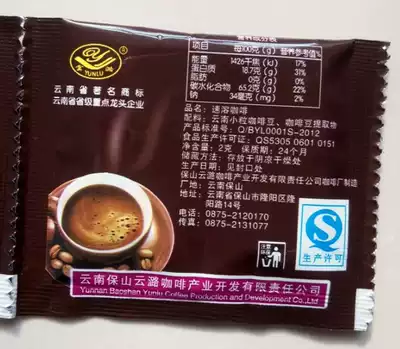 YUNLU
®
云南省著名商标
云南省省级重点龙头企业
营养成分表
项目 每100克(g) 营养参考值%
能量 1426千焦(kJ) 17%
蛋白质 18.7克(g) 31%
脂肪 0克(g) 0%
碳水化合物 65.2克(g) 22%
钠 34毫克(mg) 2%
品名：速溶咖啡
配料：云南小粒咖啡豆、咖啡豆提取物
产品标准号：Q/BYL0001S-2012
食品生产许可证号：QS5305 0601 0151
净含量：2克 保质期：24个月
储藏方法：存放于阴凉干燥处
生产日期：见封口处
保山云潞咖啡产业开发有限责任公司咖啡厂制造
厂地：云南保山
地址：云南省保山市隆阳区隆
阳路14号
电话：0875-2120170
传真：0875-2131077
生产许可
云南保山云潞咖啡产业开发有限责任公司
Yunnan Baoshan Yunlu Coffee Production and Development Co.,Ltd